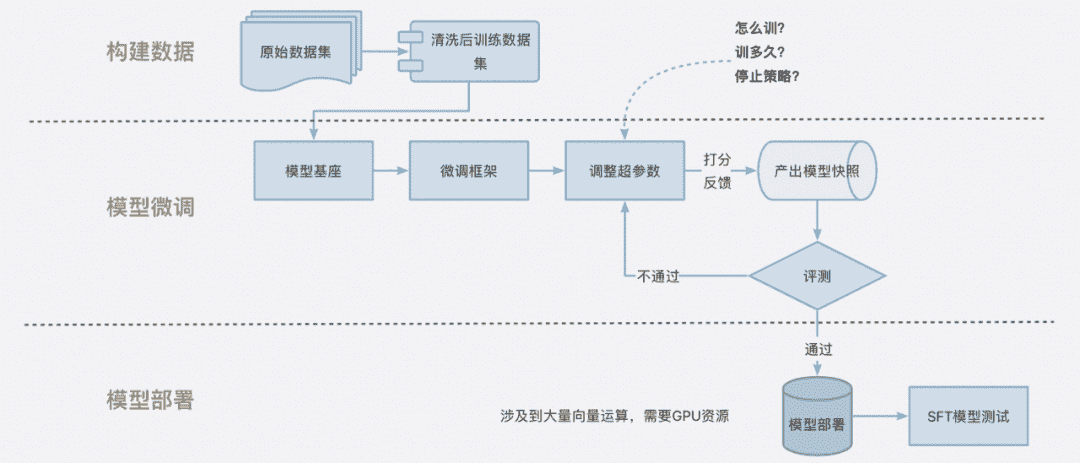 构建数据
原始数据集
清洗后训练数据
集
怎么训?
训多久?
停止策略?
模型微调
模型基座
微调框架
调整超参数
打分
反馈
产出模型快照
不通过
评测
通过
模型部署
涉及到大量向量运算，需要GPU资源
模型部署
SFT模型测试